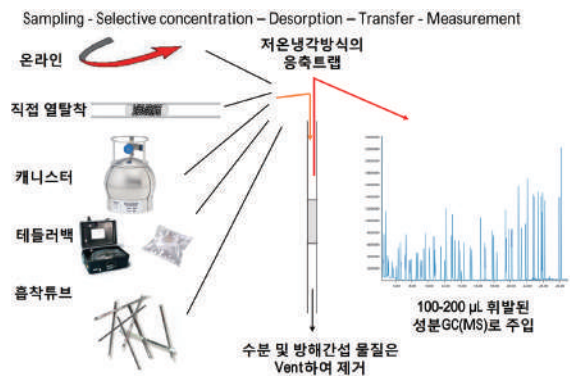 Sampling - Selective concentration – Desorption – Transfer - Measurement
온라인
저온냉각방식의
응축트랩
직접 열탈착
캐니스터
테들러백
흡착튜브
100-200 µL 휘발된
성분GC(MS)로 주입
수분 및 방해간섭 물질은
Vent하여 제거